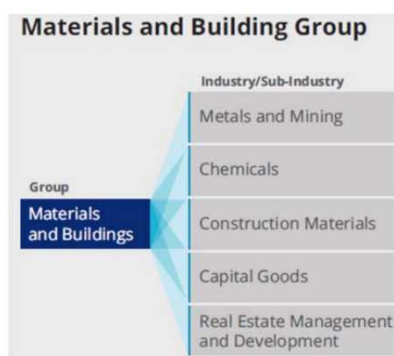 Materials and Building Group
Industry/Sub-Industry
Metals and Mining
Chemicals
Group
Materials
and Buildings
Construction Materials
Capital Goods
Real Estate Management
and Development